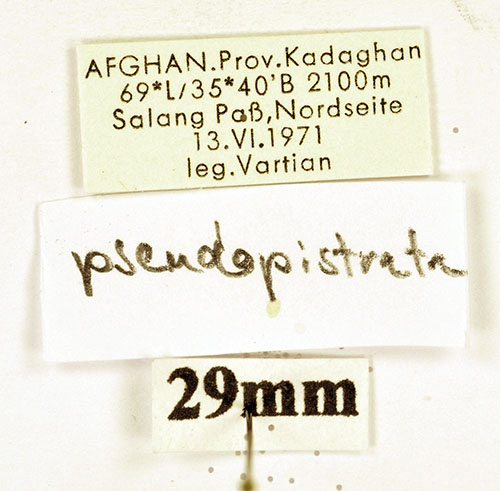 AFGHAN.Prov.Kadaghan
69*L/35*40'B 2100m
Salang Paß,Nordseite
13.VI.1971
leg.Vartian
pseudopistrata
29mm